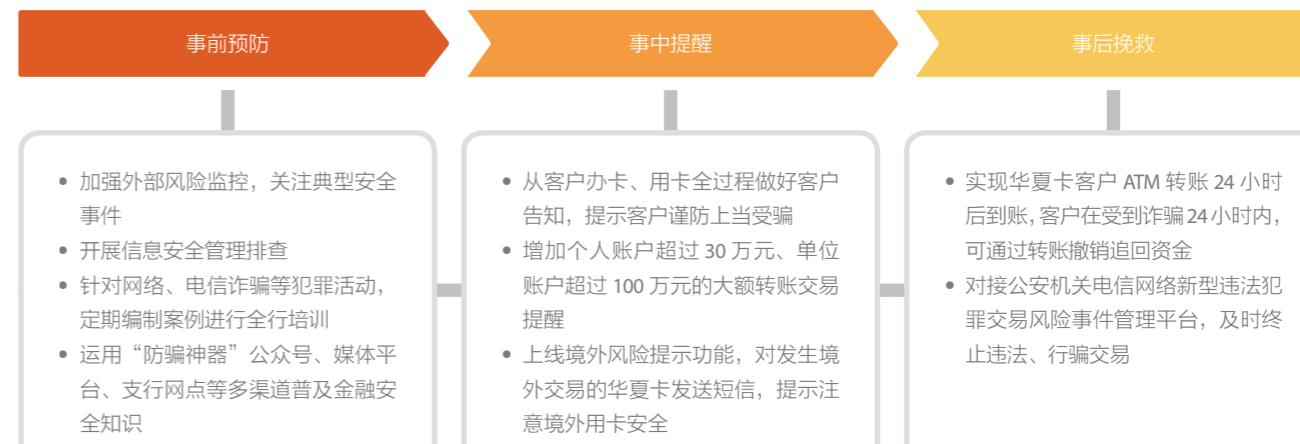 事前预防
事中提醒
事后挽救
• 加强外部风险监控，关注典型安全
事件
• 开展信息安全管理排查
• 针对网络、电信诈骗等犯罪活动，
定期编制案例进行全行培训
• 运用“防骗神器”公众号、媒体平
台、支行网点等多渠道普及金融安
全知识
• 从客户办卡、用卡全过程做好客户
告知，提示客户谨防上当受骗
• 增加个人账户超过 30 万元、单位
账户超过 100 万元的大额转账交易
提醒
• 上线境外风险提示功能，对发生境
外交易的华夏卡发送短信，提示注
意境外用卡安全
• 实现华夏卡客户 ATM 转账 24 小时
后到账，客户在受到诈骗 24 小时内，
可通过转账撤销追回资金
• 对接公安机关电信网络新型违法犯
罪交易风险事件管理平台，及时终
止违法、行骗交易